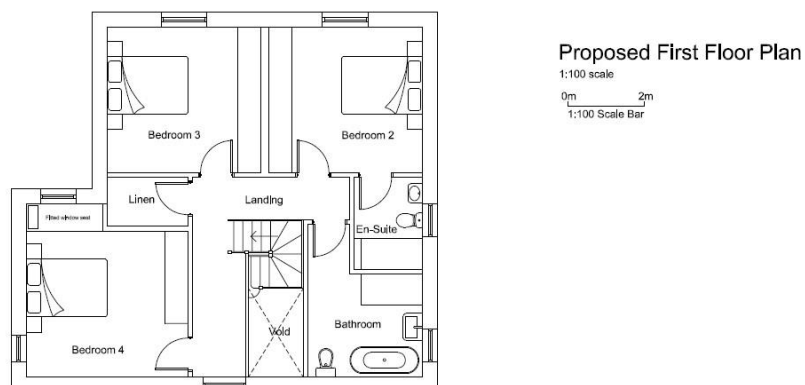 Proposed First Floor Plan
1:100 scale
0m 2m
1:100 Scale Bar
Bedroom 3
Bedroom 2
Linen
Landing
Fitted window seat
En-Suite
Void
Bathroom
Bedroom 4